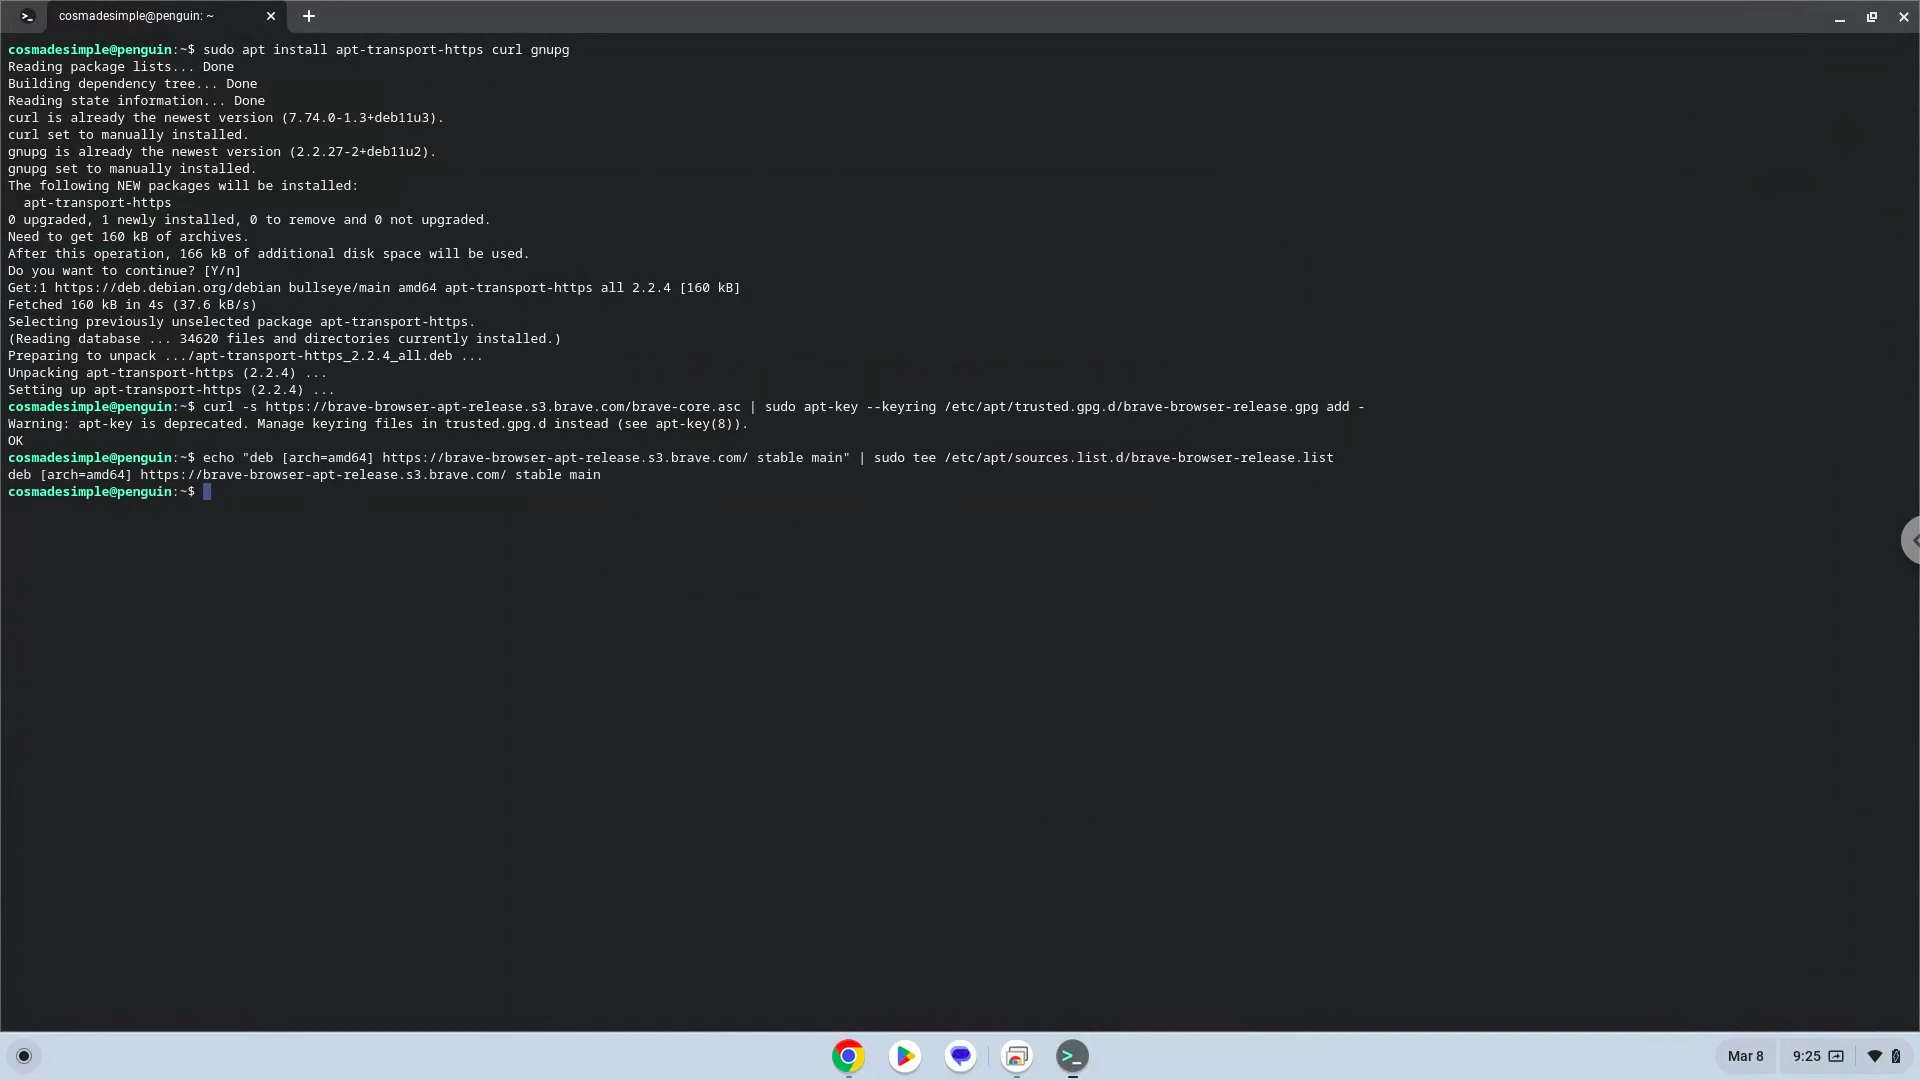 cosmadesimple@penguin: ~
cosmadesimple@penguin:~$ sudo apt install apt-transport-https curl gnupg
Reading package lists... Done
Building dependency tree... Done
Reading state information... Done
curl is already the newest version (7.74.0-1.3+deb11u3).
curl set to manually installed.
gnupg is already the newest version (2.2.27-2+deb11u2).
gnupg set to manually installed.
The following NEW packages will be installed:
  apt-transport-https
0 upgraded, 1 newly installed, 0 to remove and 0 not upgraded.
Need to get 160 kB of archives.
After this operation, 166 kB of additional disk space will be used.
Do you want to continue? [Y/n]
Get:1 https://deb.debian.org/debian bullseye/main amd64 apt-transport-https all 2.2.4 [160 kB]
Fetched 160 kB in 4s (37.6 kB/s)
Selecting previously unselected package apt-transport-https.
(Reading database ... 34620 files and directories currently installed.)
Preparing to unpack .../apt-transport-https_2.2.4_all.deb ...
Unpacking apt-transport-https (2.2.4) ...
Setting up apt-transport-https (2.2.4) ...
cosmadesimple@penguin:~$ curl -s https://brave-browser-apt-release.s3.brave.com/brave-core.asc | sudo apt-key --keyring /etc/apt/trusted.gpg.d/brave-browser-release.gpg add -
Warning: apt-key is deprecated. Manage keyring files in trusted.gpg.d instead (see apt-key(8)).
OK
cosmadesimple@penguin:~$ echo "deb [arch=amd64] https://brave-browser-apt-release.s3.brave.com/ stable main" | sudo tee /etc/apt/sources.list.d/brave-browser-release.list
deb [arch=amd64] https://brave-browser-apt-release.s3.brave.com/ stable main
cosmadesimple@penguin:~$
Mar 8 9:25